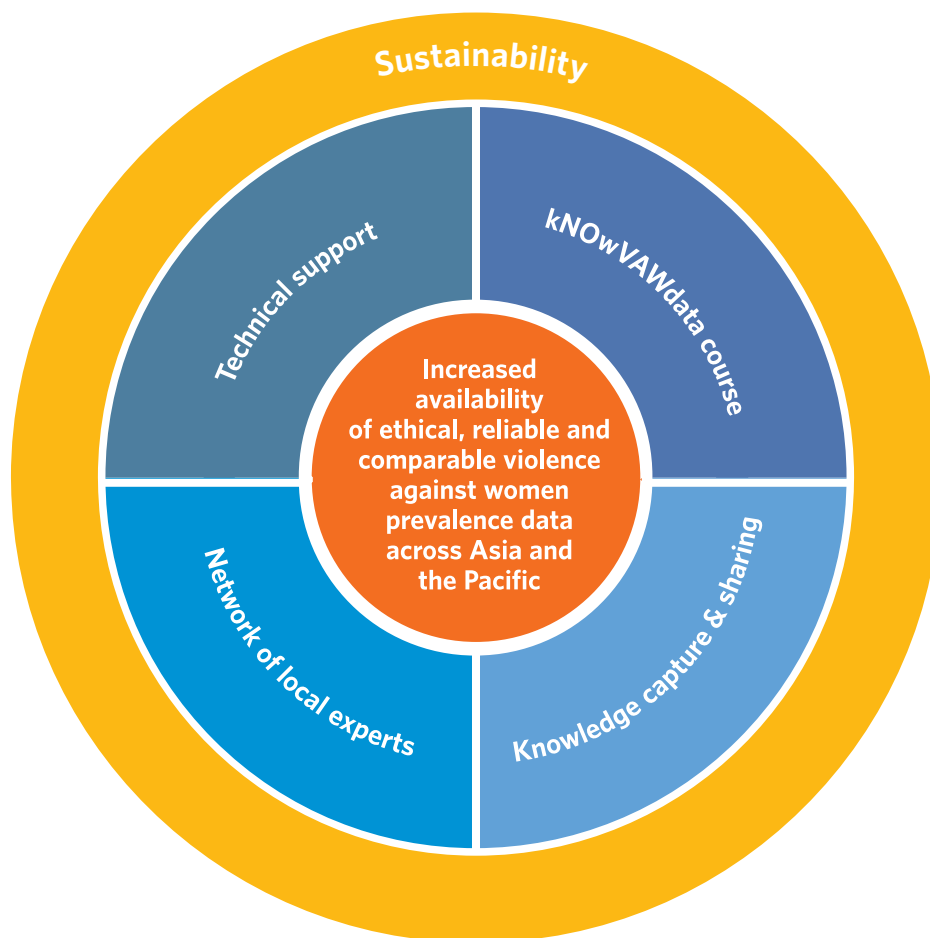 Sustainability
Technical support
kNOwVAWdata course
Increased
availability
of ethical, reliable and
comparable violence
against women
prevalence data
across Asia and
the Pacific
Network of local experts
Knowledge capture & sharing